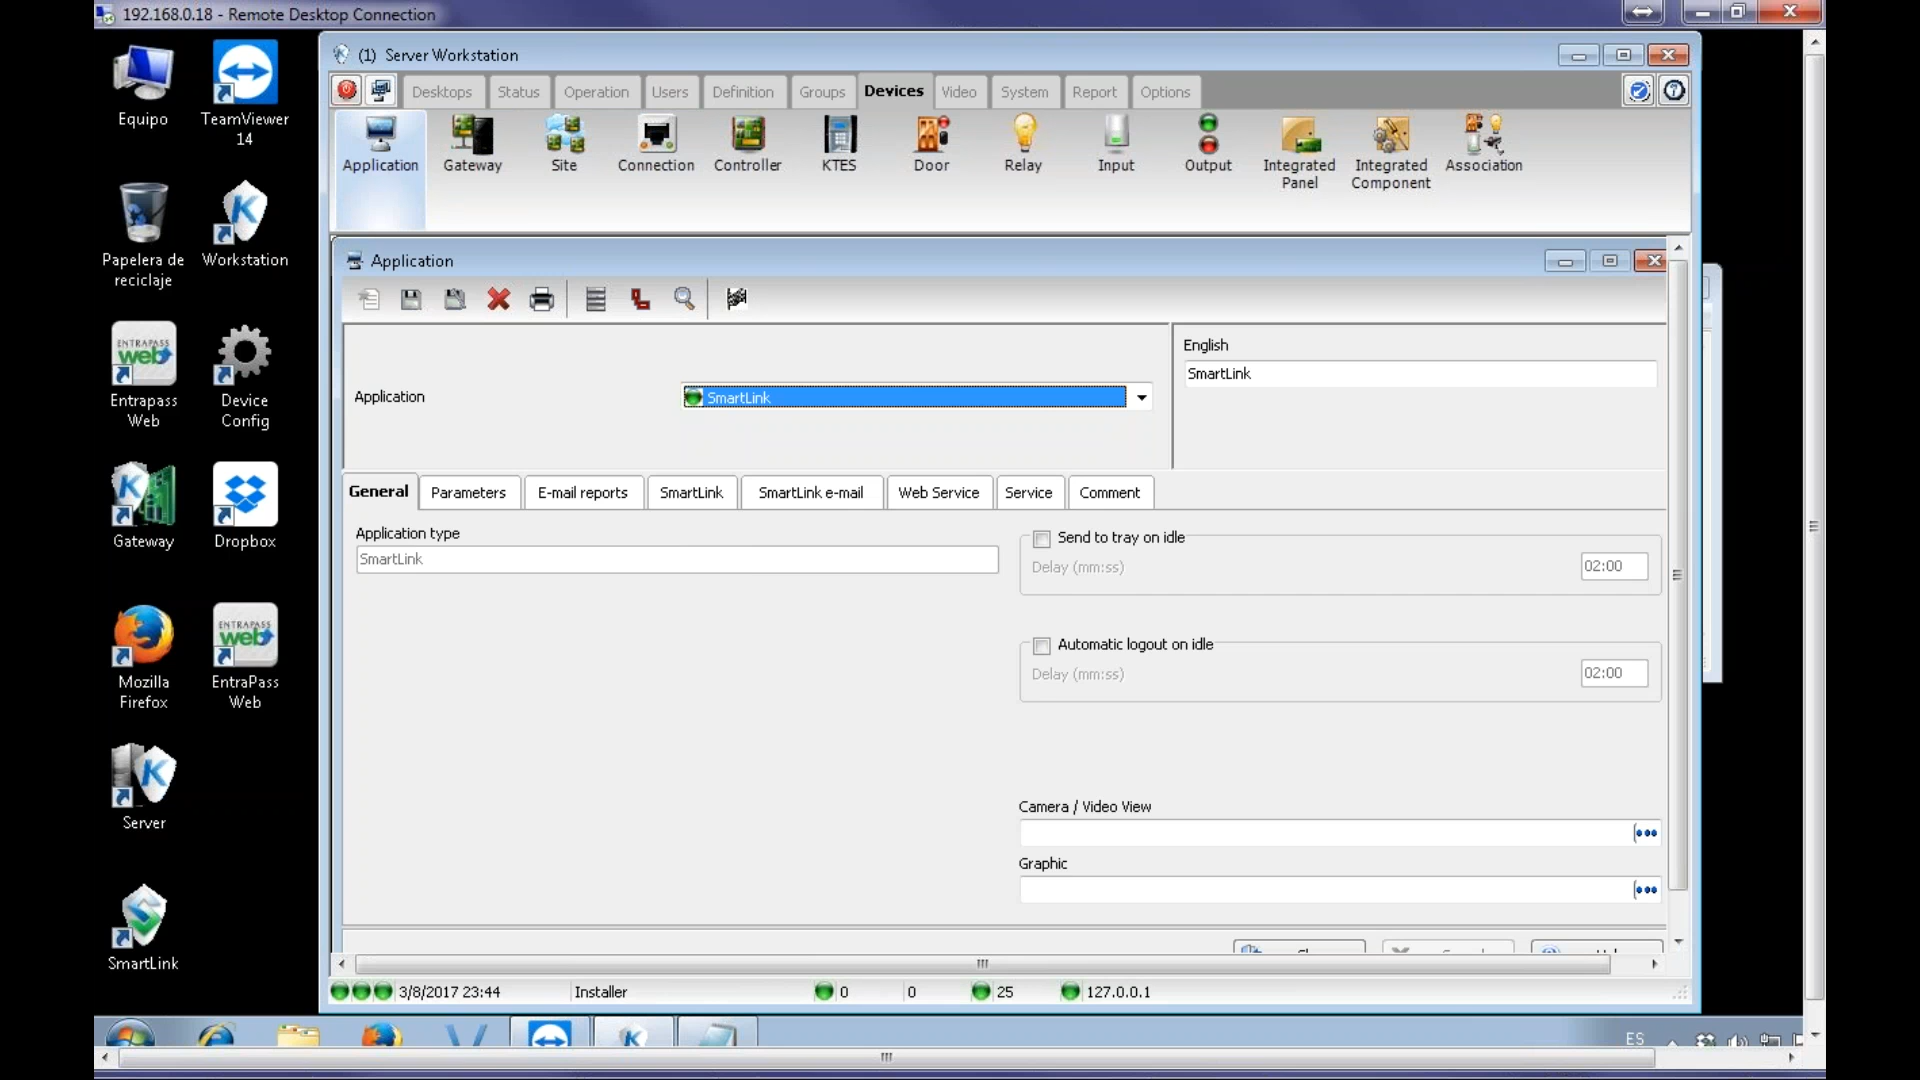 192.168.0.18 - Remote Desktop Connection
Equipo
TeamViewer
14
Papelera de
reciclaje
Workstation
ENTRAPASS
web
Entrapass
Web
Device
Config
Gateway
Dropbox
Mozilla
Firefox
ENTRAPASS
web
EntraPass
Web
Server
SmartLink
(1) Server Workstation
Desktops
Status
Operation
Users
Definition
Groups
Devices
Video
System
Report
Options
Application
Gateway
Site
Connection
Controller
KTES
Door
Relay
Input
Output
Integrated
Panel
Integrated
Component
Association
Application
Application
SmartLink
English
SmartLink
General
Parameters
E-mail reports
SmartLink
SmartLink e-mail
Web Service
Service
Comment
Application type
SmartLink
Send to tray on idle
Delay (mm:ss)
02:00
Automatic logout on idle
Delay (mm:ss)
02:00
Camera / Video View
Graphic
3/8/2017 23:44
Installer
0
0
25
127.0.0.1
ES